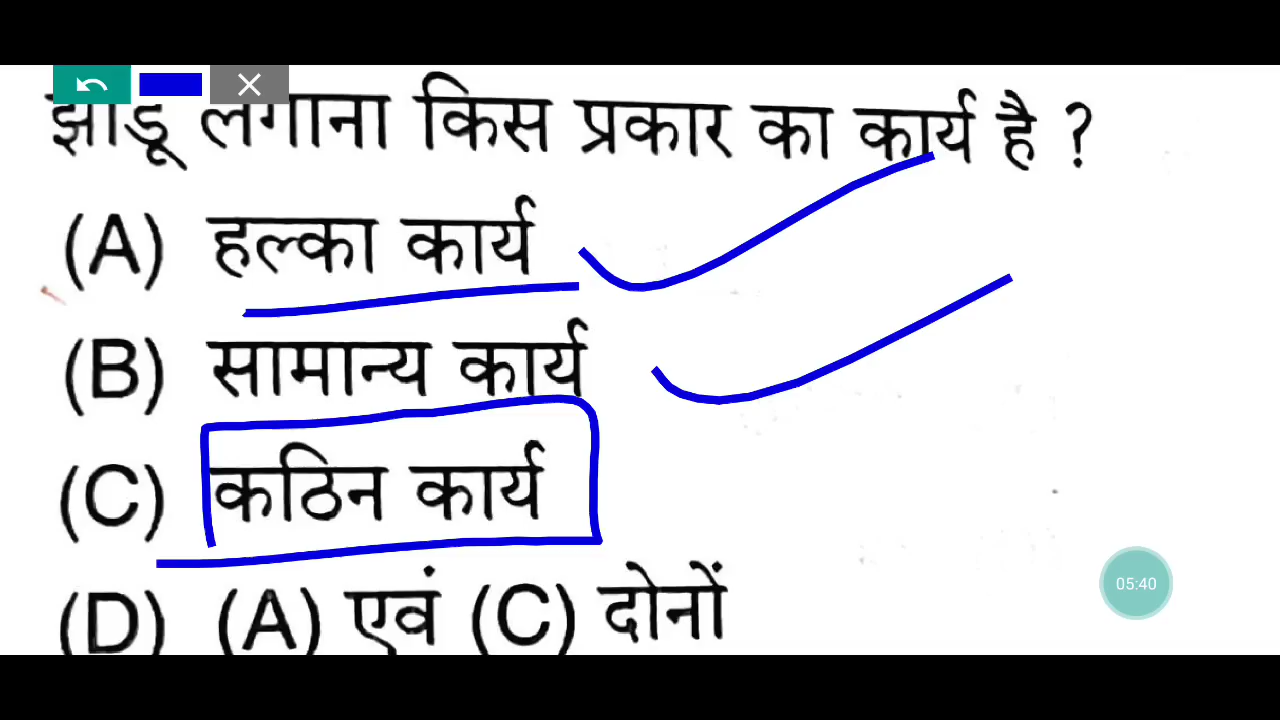 झाडू लगाना किस प्रकार का कार्य है ?
(A) हल्का कार्य
(B) सामान्य कार्य
(C) कठिन कार्य
(D) (A) एवं (C) दोनों
05:40